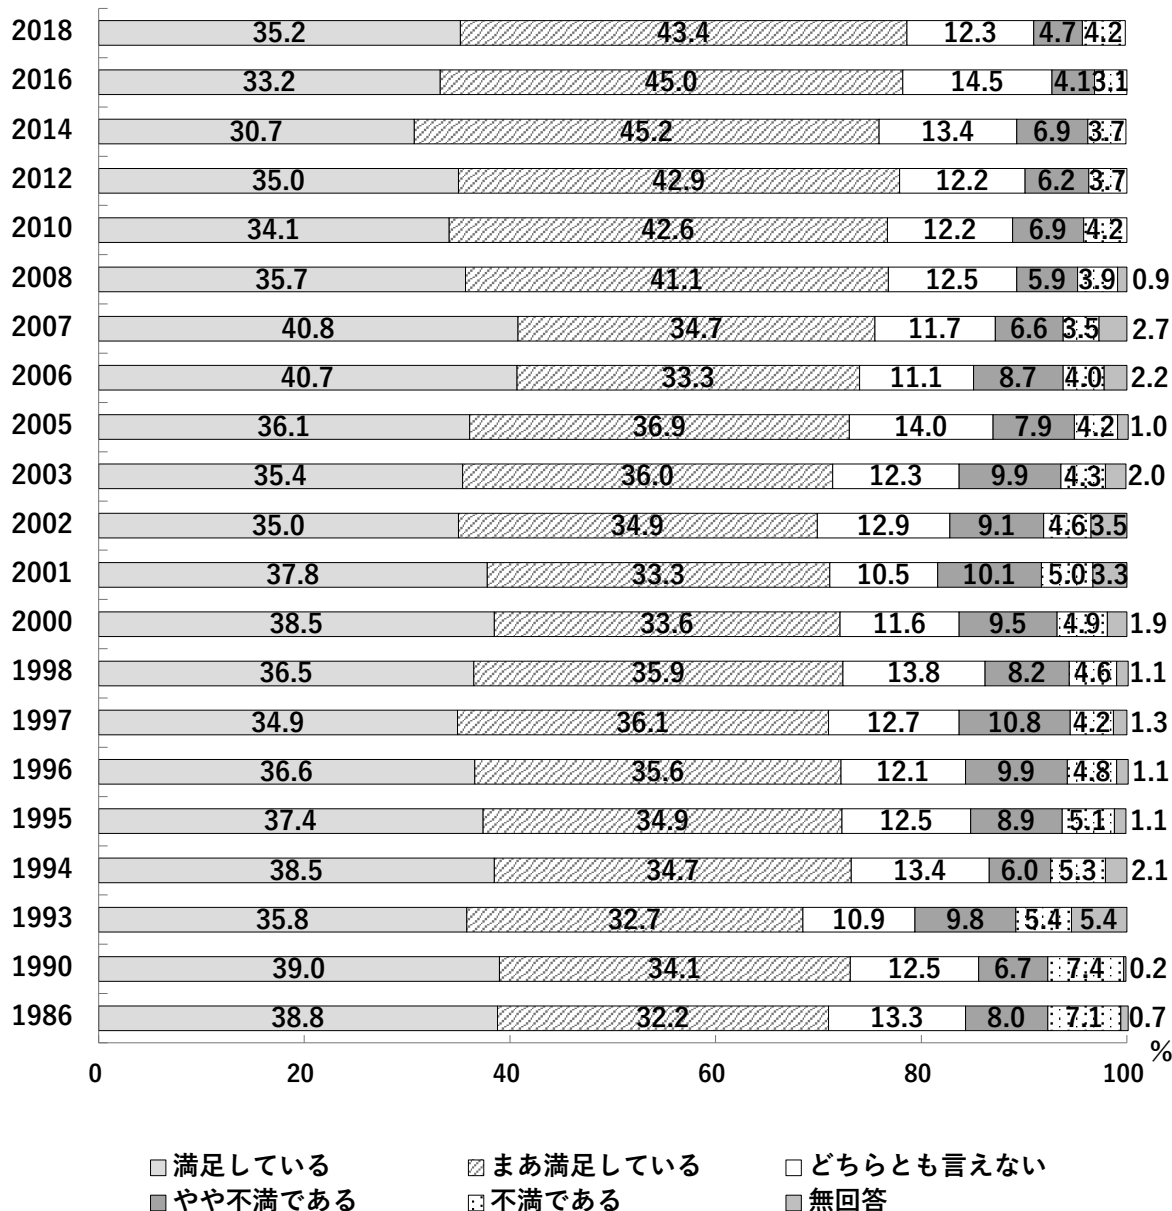 2018 35.2 43.4 12.3 4.7 4.2
2016 33.2 45.0 14.5 4.1 3.1
2014 30.7 45.2 13.4 6.9 3.7
2012 35.0 42.9 12.2 6.2 3.7
2010 34.1 42.6 12.2 6.9 4.2
2008 35.7 41.1 12.5 5.9 3.9 0.9
2007 40.8 34.7 11.7 6.6 3.5 2.7
2006 40.7 33.3 11.1 8.7 4.0 2.2
2005 36.1 36.9 14.0 7.9 4.2 1.0
2003 35.4 36.0 12.3 9.9 4.3 2.0
2002 35.0 34.9 12.9 9.1 4.6 3.5
2001 37.8 33.3 10.5 10.1 5.0 3.3
2000 38.5 33.6 11.6 9.5 4.9 1.9
1998 36.5 35.9 13.8 8.2 4.6 1.1
1997 34.9 36.1 12.7 10.8 4.2 1.3
1996 36.6 35.6 12.1 9.9 4.8 1.1
1995 37.4 34.9 12.5 8.9 5.1 1.1
1994 38.5 34.7 13.4 6.0 5.3 2.1
1993 35.8 32.7 10.9 9.8 5.4 5.4
1990 39.0 34.1 12.5 6.7 7.4 0.2
1986 38.8 32.2 13.3 8.0 7.1 0.7
%
0 20 40 60 80 100
満足している まあ満足している どちらとも言えない
やや不満である 不満である 無回答